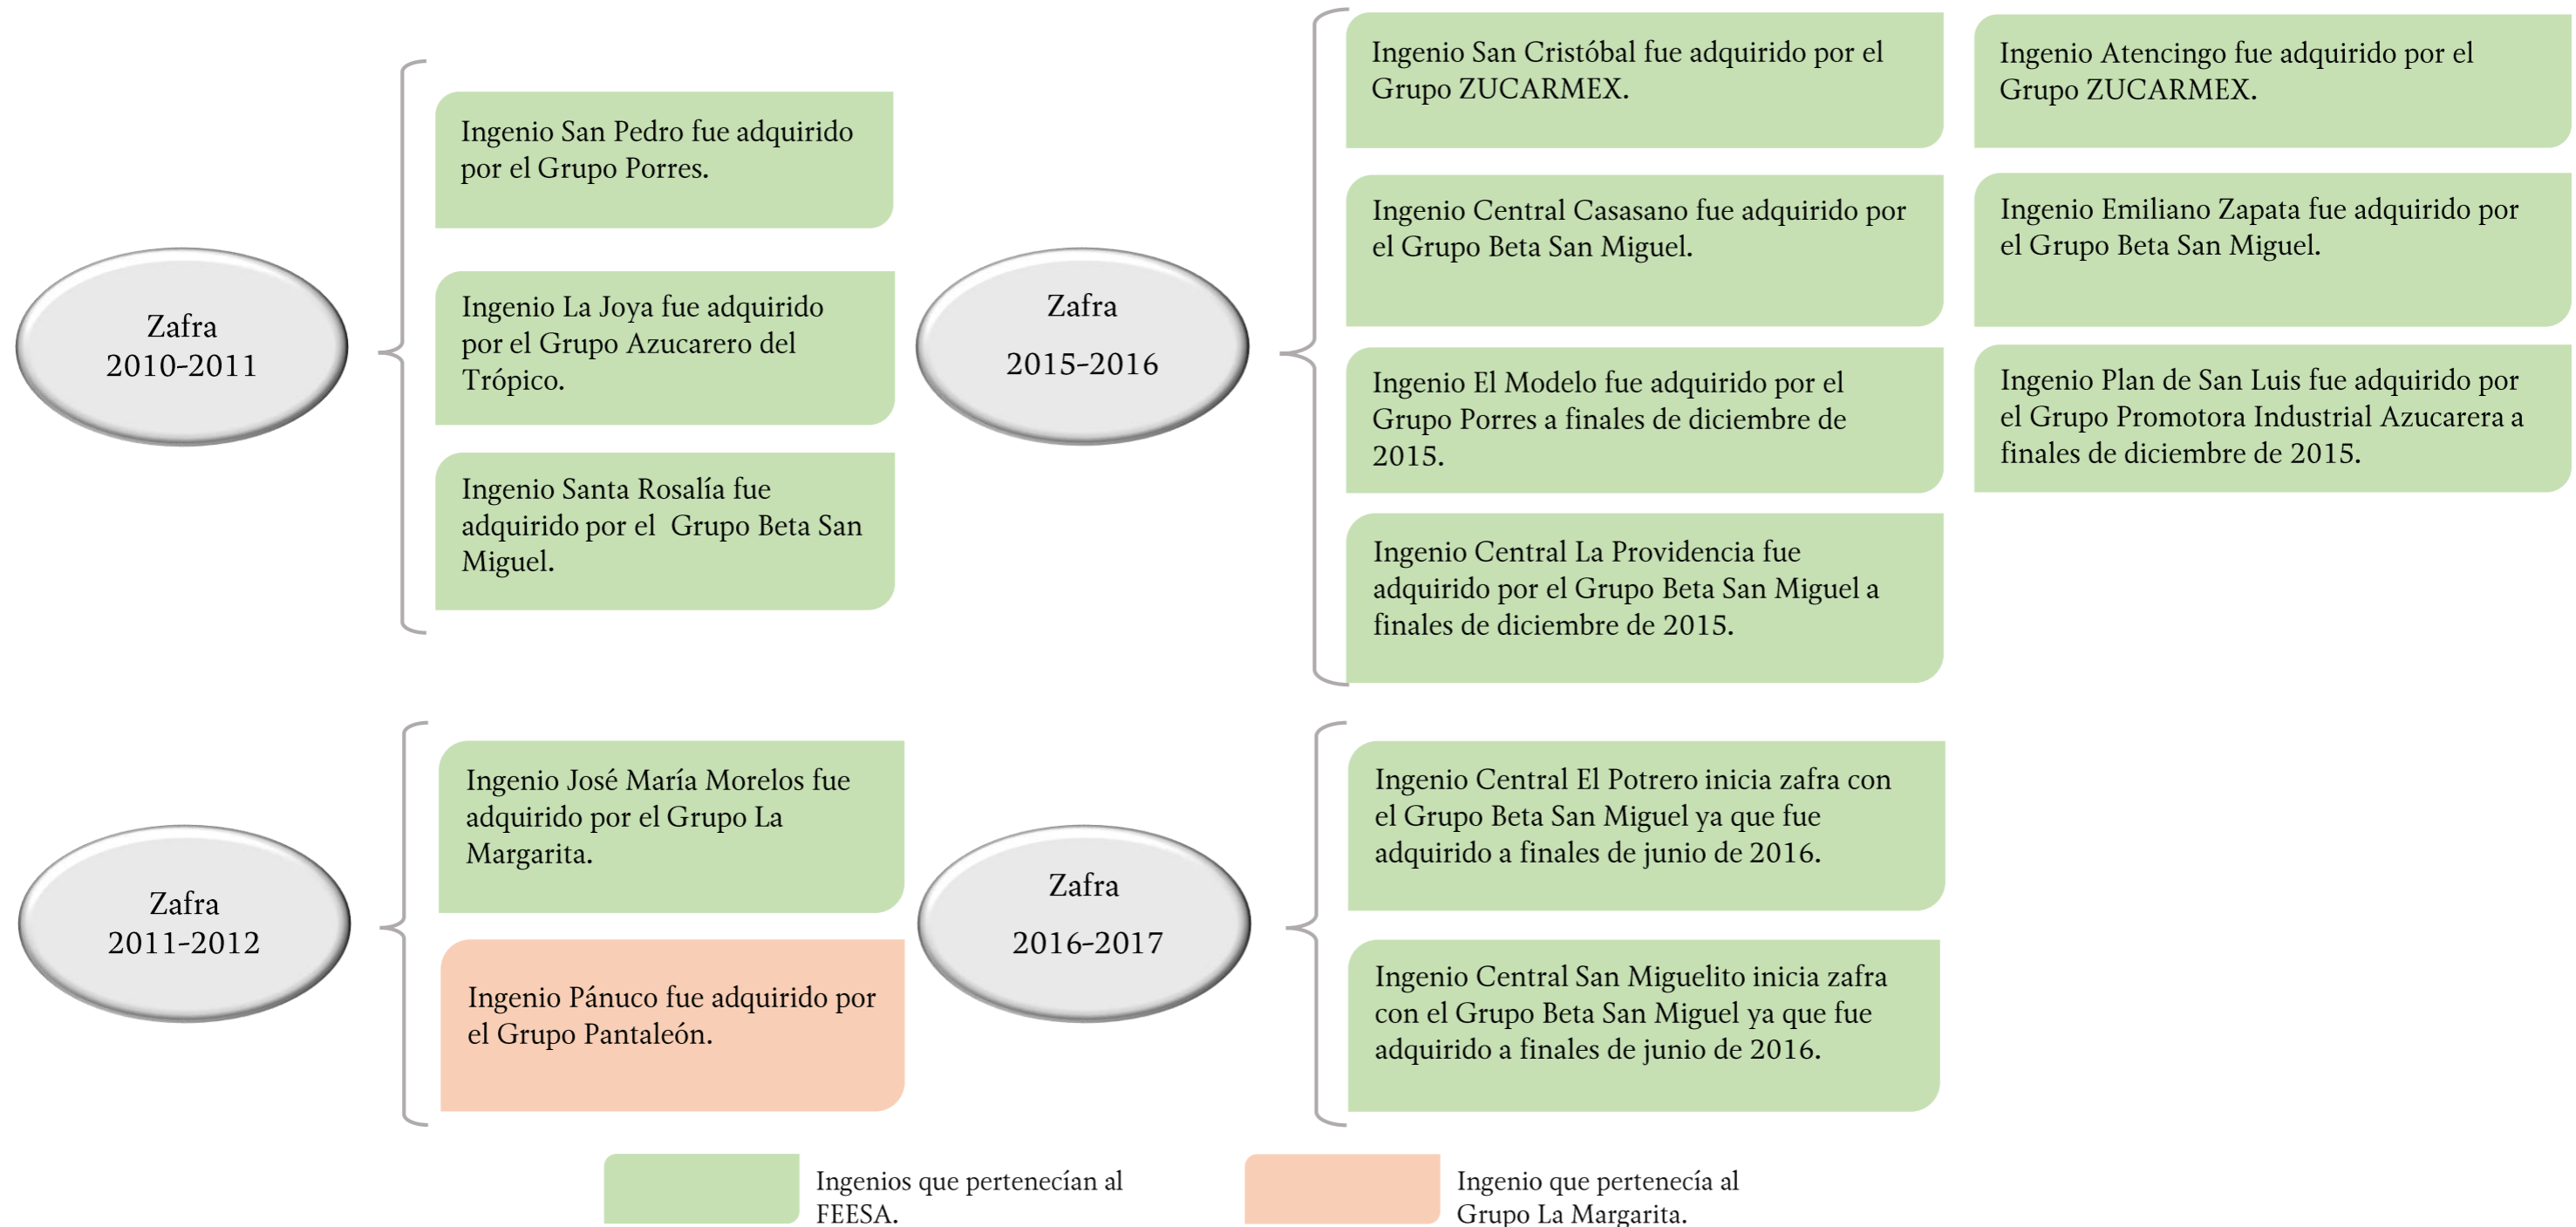 Zafra
2010-2011
Ingenio San Pedro fue adquirido
por el Grupo Porres.
Ingenio La Joya fue adquirido
por el Grupo Azucarero del
Trópico.
Ingenio Santa Rosalía fue
adquirido por el Grupo Beta San
Miguel.
Zafra
2015-2016
Ingenio San Cristóbal fue adquirido por el
Grupo ZUCARMEX.
Ingenio Atencingo fue adquirido por el
Grupo ZUCARMEX.
Ingenio Central Casasano fue adquirido por
el Grupo Beta San Miguel.
Ingenio Emiliano Zapata fue adquirido por
el Grupo Beta San Miguel.
Ingenio El Modelo fue adquirido por el
Grupo Porres a finales de diciembre de
2015.
Ingenio Plan de San Luis fue adquirido por
el Grupo Promotora Industrial Azucarera a
finales de diciembre de 2015.
Ingenio Central La Providencia fue
adquirido por el Grupo Beta San Miguel a
finales de diciembre de 2015.
Zafra
2011-2012
Ingenio José María Morelos fue
adquirido por el Grupo La
Margarita.
Ingenio Pánuco fue adquirido por
el Grupo Pantaleón.
Zafra
2016-2017
Ingenio Central El Potrero inicia zafra con
el Grupo Beta San Miguel ya que fue
adquirido a finales de junio de 2016.
Ingenio Central San Miguelito inicia zafra
con el Grupo Beta San Miguel ya que fue
adquirido a finales de junio de 2016.
Ingenios que pertenecían al
FEESA.
Ingenio que pertenecía al
Grupo La Margarita.